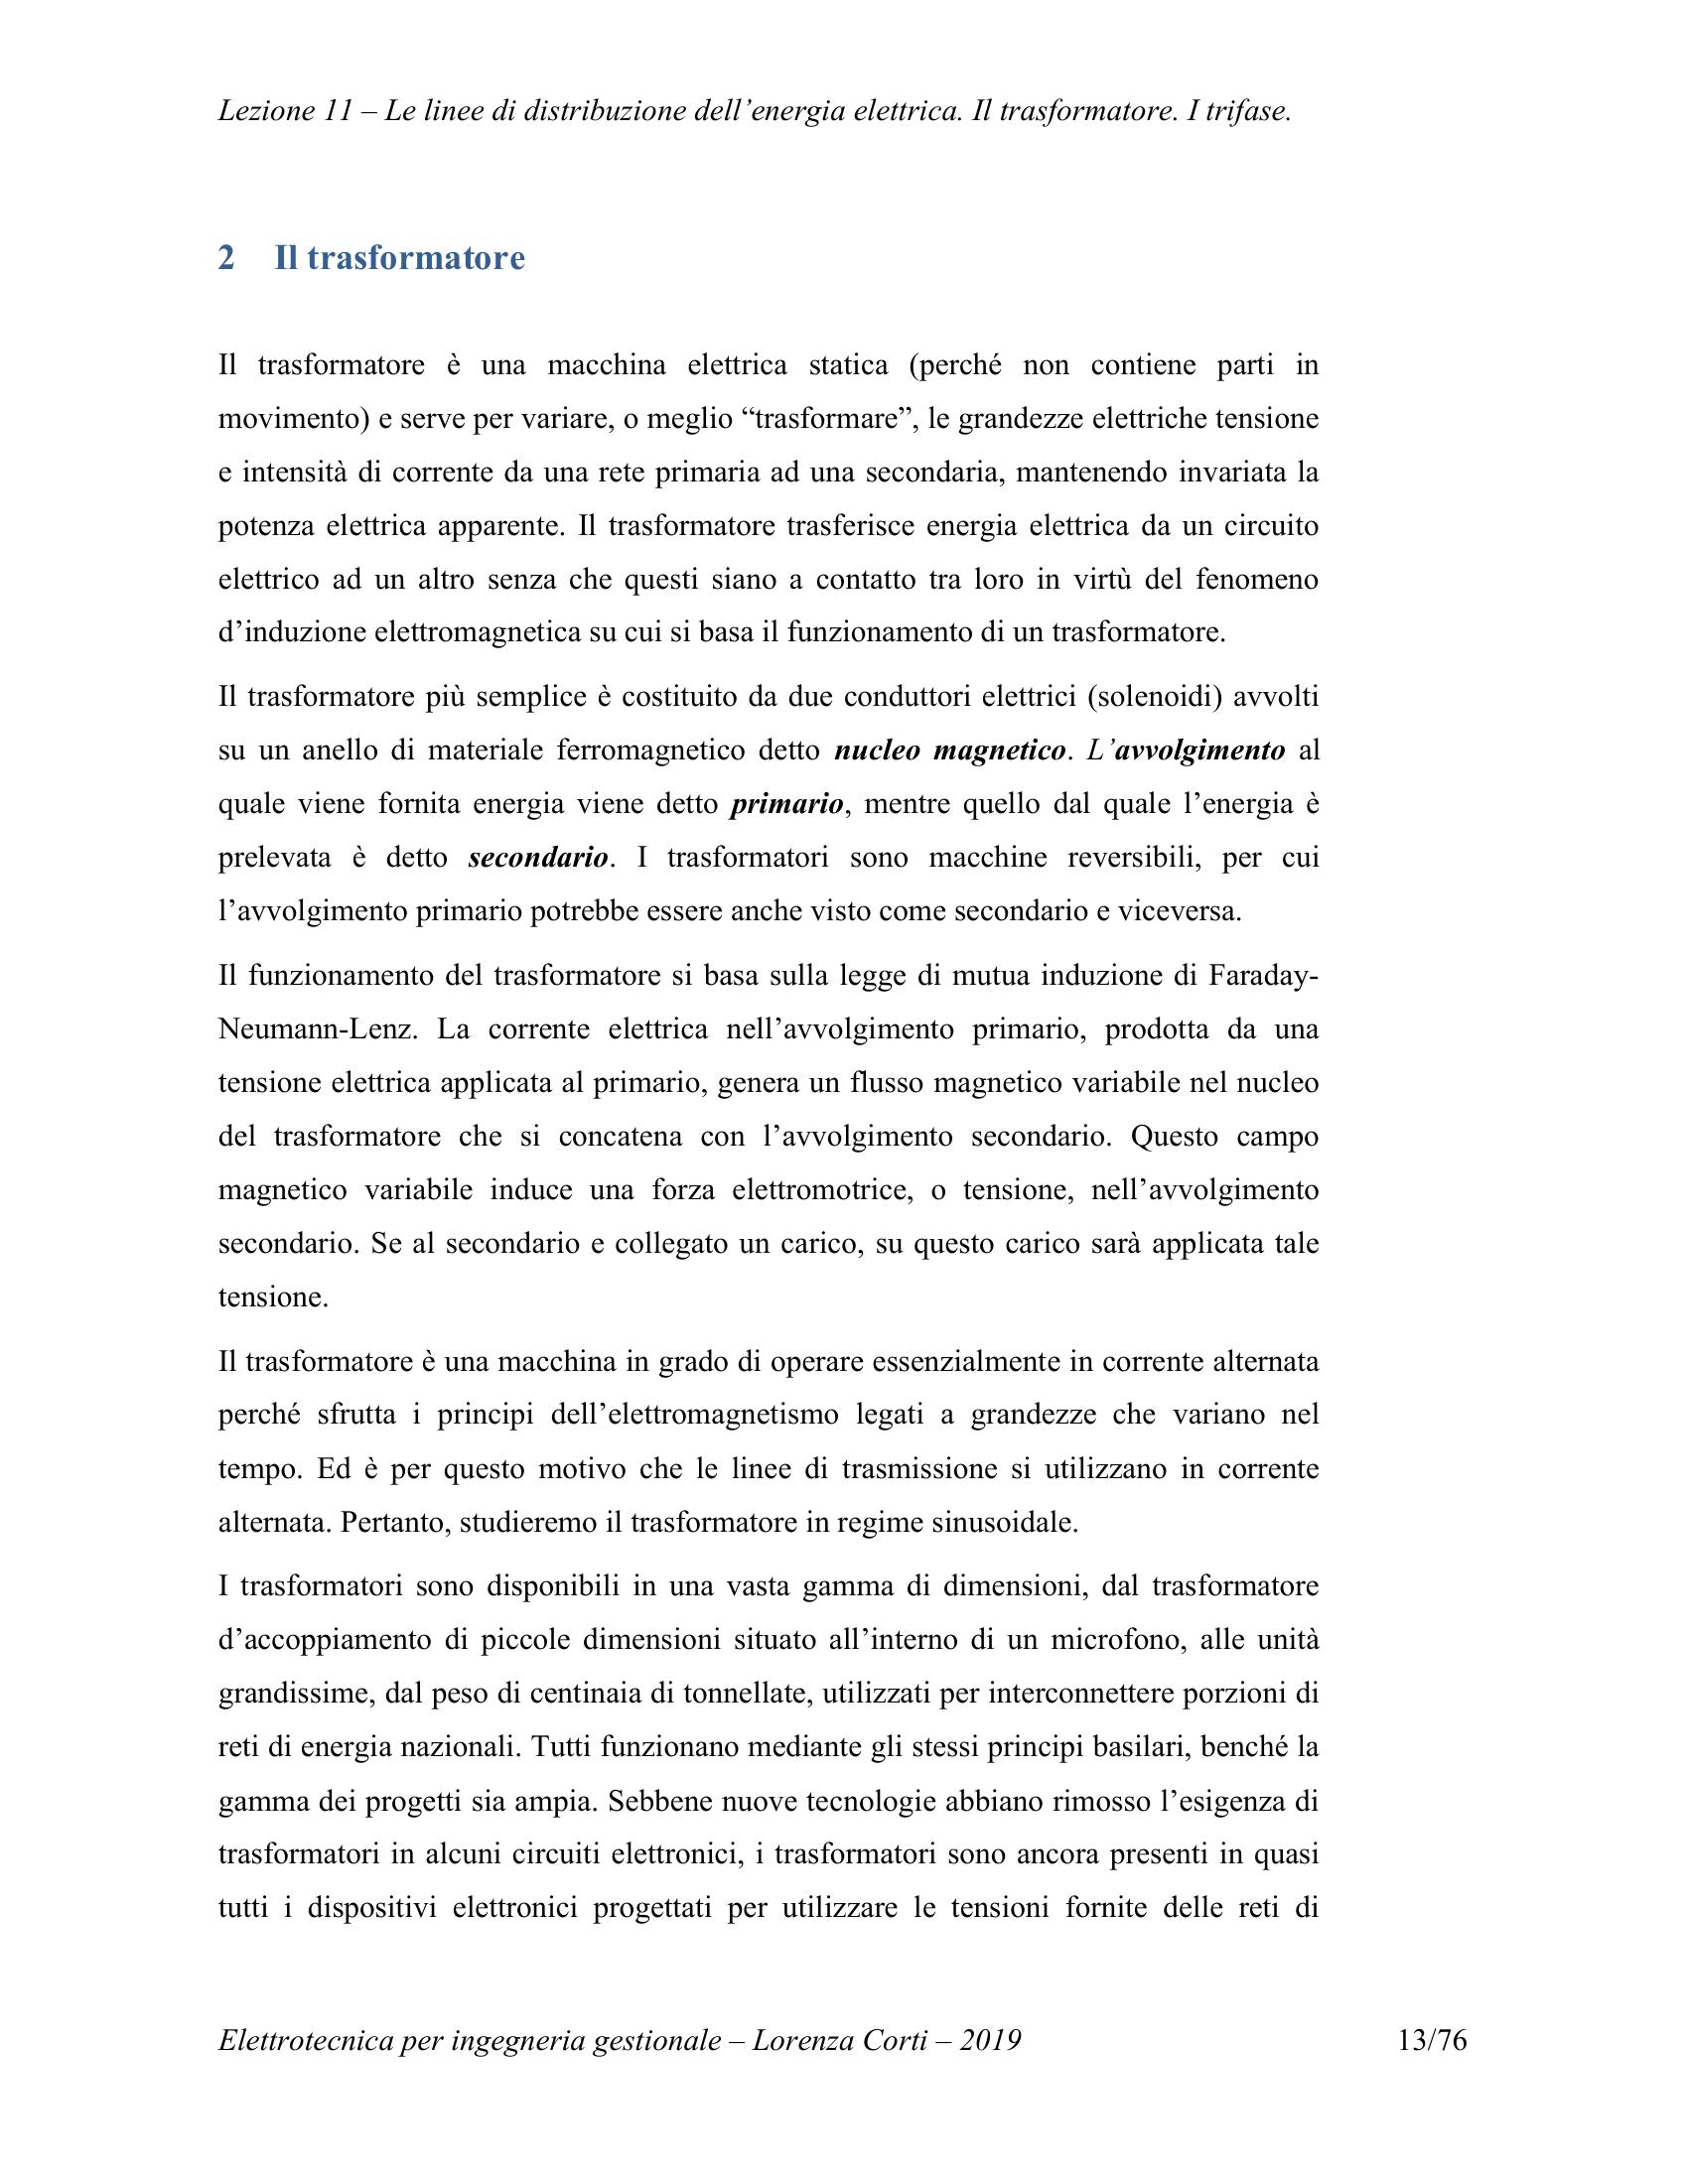 Lezione 11 – Le linee di distribuzione dell’energia elettrica. Il trasformatore. I trifase.
2 Il trasformatore
Il trasformatore è una macchina elettrica statica (perché non contiene parti in
movimento) e serve per variare, o meglio “trasformare”, le grandezze elettriche tensione
e intensità di corrente da una rete primaria ad una secondaria, mantenendo invariata la
potenza elettrica apparente. Il trasformatore trasferisce energia elettrica da un circuito
elettrico ad un altro senza che questi siano a contatto tra loro in virtù del fenomeno
d’induzione elettromagnetica su cui si basa il funzionamento di un trasformatore.
Il trasformatore più semplice è costituito da due conduttori elettrici (solenoidi) avvolti
su un anello di materiale ferromagnetico detto nucleo magnetico. L’avvolgimento al
quale viene fornita energia viene detto primario, mentre quello dal quale l’energia è
prelevata è detto secondario. I trasformatori sono macchine reversibili, per cui
l’avvolgimento primario potrebbe essere anche visto come secondario e viceversa.
Il funzionamento del trasformatore si basa sulla legge di mutua induzione di Faraday-
Neumann-Lenz. La corrente elettrica nell’avvolgimento primario, prodotta da una
tensione elettrica applicata al primario, genera un flusso magnetico variabile nel nucleo
del trasformatore che si concatena con l’avvolgimento secondario. Questo campo
magnetico variabile induce una forza elettromotrice, o tensione, nell’avvolgimento
secondario. Se al secondario e collegato un carico, su questo carico sarà applicata tale
tensione.
Il trasformatore è una macchina in grado di operare essenzialmente in corrente alternata
perché sfrutta i principi dell’elettromagnetismo legati a grandezze che variano nel
tempo. Ed è per questo motivo che le linee di trasmissione si utilizzano in corrente
alternata. Pertanto, studieremo il trasformatore in regime sinusoidale.
I trasformatori sono disponibili in una vasta gamma di dimensioni, dal trasformatore
d’accoppiamento di piccole dimensioni situato all’interno di un microfono, alle unità
grandissime, dal peso di centinaia di tonnellate, utilizzati per interconnettere porzioni di
reti di energia nazionali. Tutti funzionano mediante gli stessi principi basilari, benché la
gamma dei progetti sia ampia. Sebbene nuove tecnologie abbiano rimosso l’esigenza di
trasformatori in alcuni circuiti elettronici, i trasformatori sono ancora presenti in quasi
tutti i dispositivi elettronici progettati per utilizzare le tensioni fornite delle reti di
Elettrotecnica per ingegneria gestionale – Lorenza Corti – 2019 13/76